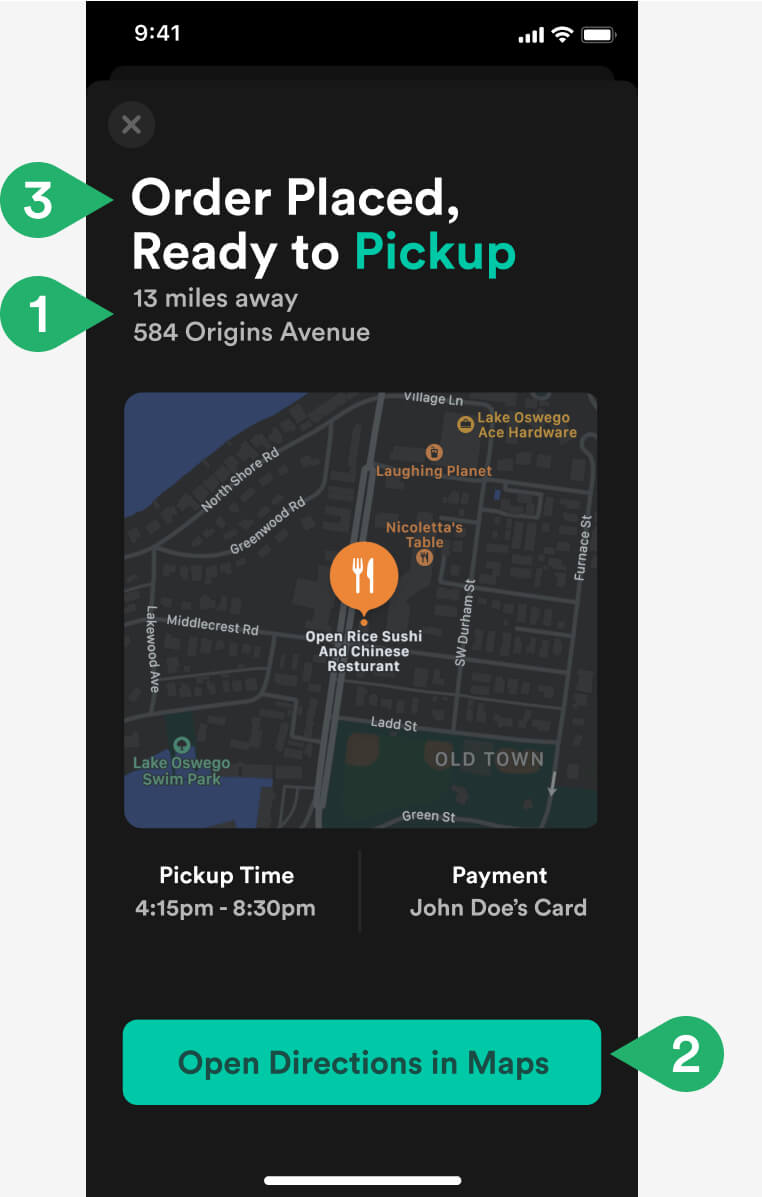 9:41
3
Order Placed,
Ready to Pickup
1
13 miles away
584 Origins Avenue
Village Ln
Lake Oswego
Ace Hardware
Laughing Planet
North Shore Rd
Greenwood Rd
Nicoletta's
Table
Furnace St
Open Rice Sushi
And Chinese
Resturant
Middlecrest Rd
Lakewood Ave
SW Durham St
Ladd St
OLD TOWN
Lake Oswego
Swim Park
Green St
Pickup Time
4:15pm - 8:30pm
Payment
John Doe’s Card
Open Directions in Maps
2